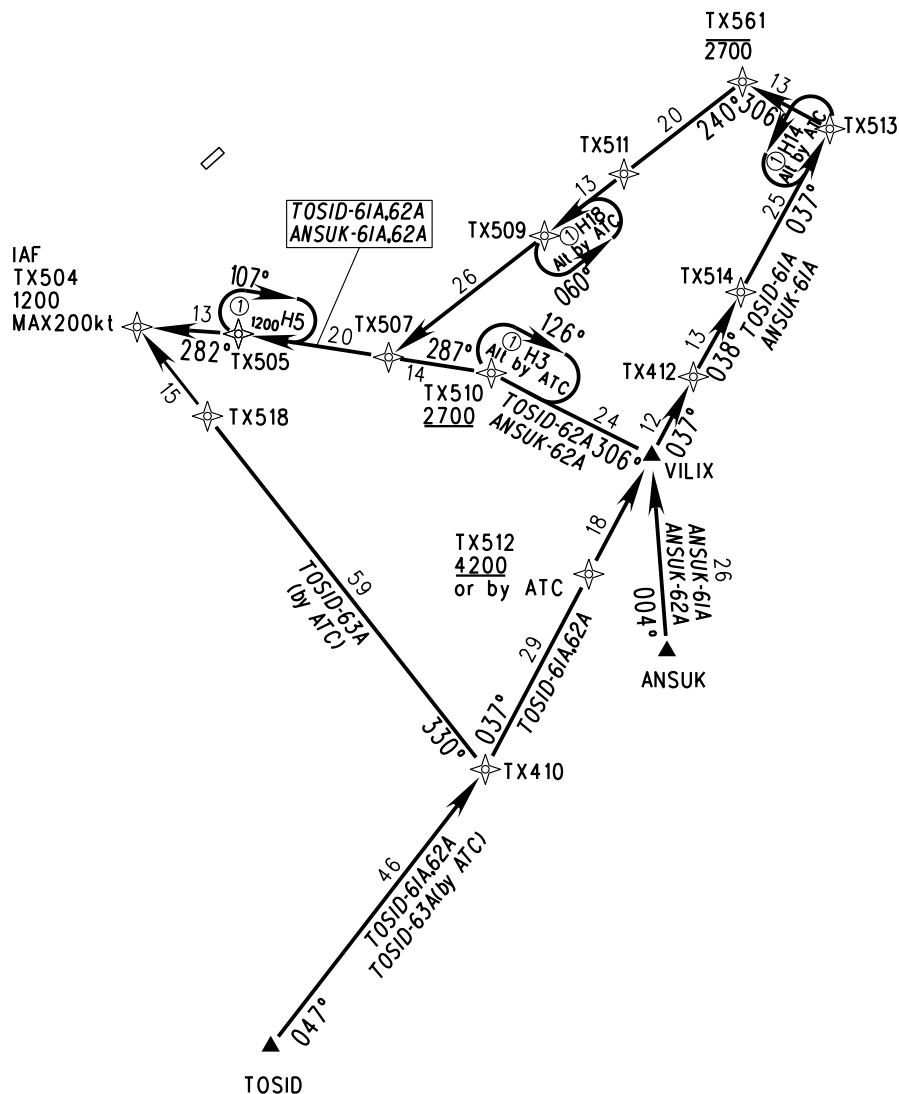 TX561
2700
13
306°
240°
20
TX513
① H14
Alt by ATC
TX511
13
25
037°
TX509
① H18
Alt by ATC
060°
TOSID-61A,62A
ANSUK-61A,62A
IAF
TX504
1200
MAX200kt
107°
①
1200 H5
13
282°
TX505
20
TX507
26
TX514
TOSID-61A
ANSUK-61A
287°
14
TX510
2700
126°
① H3
Alt by ATC
13
038°
TX412
15
TX518
24
TOSID-62A
ANSUK-62A
306°
12
037°
VILIX
18
TX512
4200
or by ATC
26
ANSUK-61A
ANSUK-62A
004°
ANSUK
59
TOSID-63A
(by ATC)
29
TOSID-61A,62A
330°
037°
TX410
46
TOSID-61A,62A
TOSID-63A(by ATC)
047°
TOSID